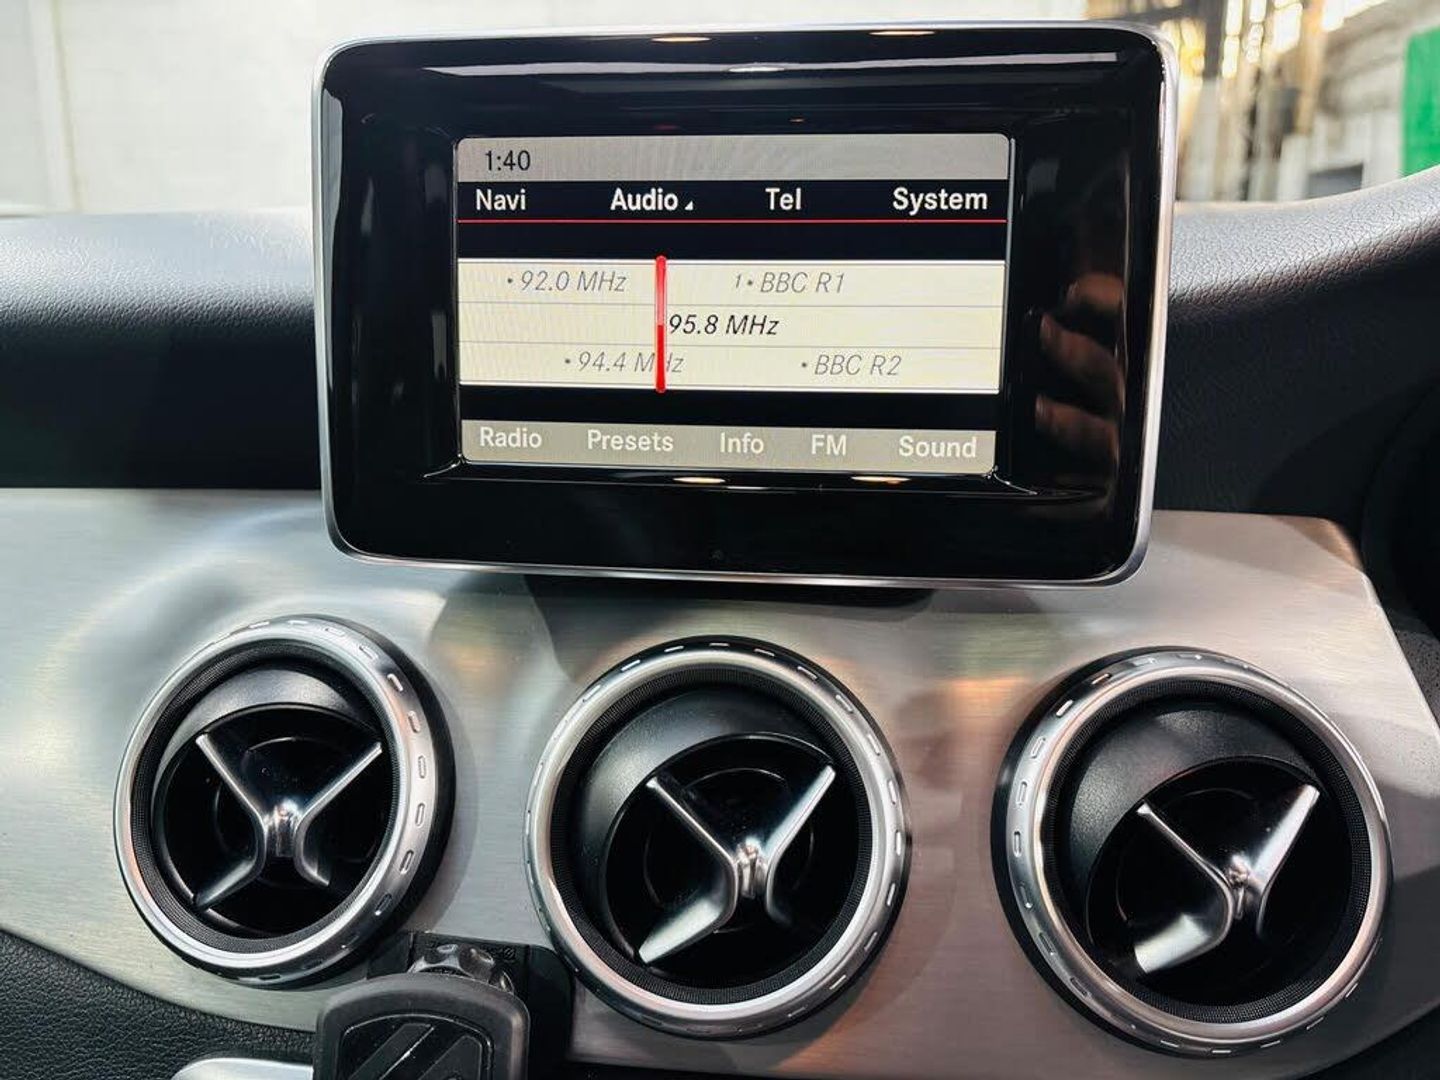 1:40
Navi Audio Tel System
• 92.0 MHz 1 • BBC R1
95.8 MHz
• 94.4 MHz • BBC R2
Radio Presets Info FM Sound